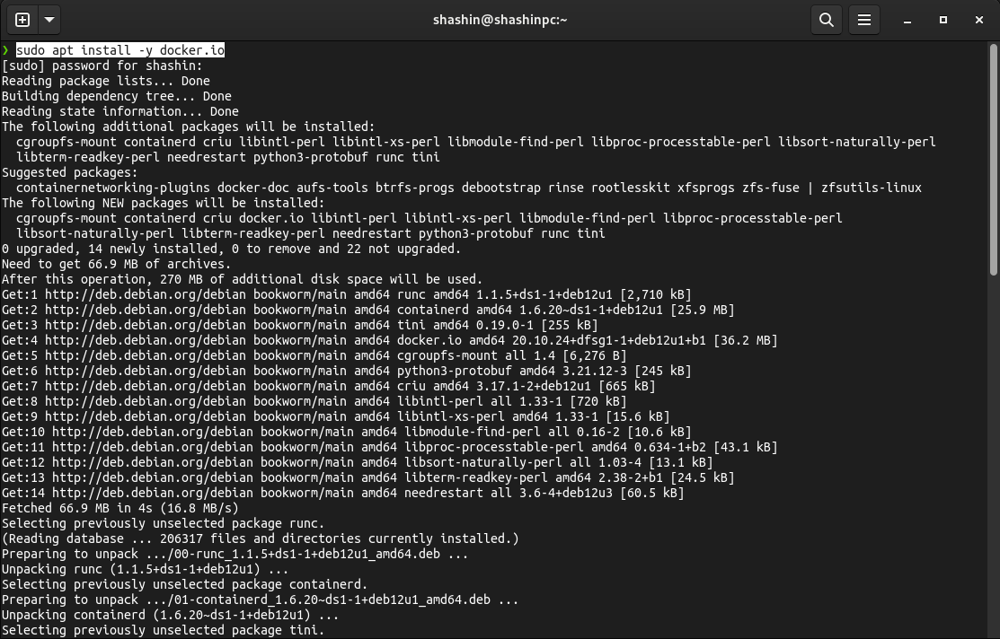 shashin@shashinpc:~
❯ sudo apt install -y docker.io
[sudo] password for shashin:
Reading package lists... Done
Building dependency tree... Done
Reading state information... Done
The following additional packages will be installed:
  cgroupfs-mount containerd criu libintl-perl libintl-xs-perl libmodule-find-perl libproc-processtable-perl libsort-naturally-perl
  libterm-readkey-perl needrestart python3-protobuf runc tini
Suggested packages:
  containernetworking-plugins docker-doc aufs-tools btrfs-progs debootstrap rinse rootlesskit xfsprogs zfs-fuse | zfsutils-linux
The following NEW packages will be installed:
  cgroupfs-mount containerd criu docker.io libintl-perl libintl-xs-perl libmodule-find-perl libproc-processtable-perl
  libsort-naturally-perl libterm-readkey-perl needrestart python3-protobuf runc tini
0 upgraded, 14 newly installed, 0 to remove and 22 not upgraded.
Need to get 66.9 MB of archives.
After this operation, 270 MB of additional disk space will be used.
Get:1 http://deb.debian.org/debian bookworm/main amd64 runc amd64 1.1.5+ds1-1+deb12u1 [2,710 kB]
Get:2 http://deb.debian.org/debian bookworm/main amd64 containerd amd64 1.6.20~ds1-1+deb12u1 [25.9 MB]
Get:3 http://deb.debian.org/debian bookworm/main amd64 tini amd64 0.19.0-1 [255 kB]
Get:4 http://deb.debian.org/debian bookworm/main amd64 docker.io amd64 20.10.24+dfsg1-1+deb12u1+b1 [36.2 MB]
Get:5 http://deb.debian.org/debian bookworm/main amd64 cgroupfs-mount all 1.4 [6,276 B]
Get:6 http://deb.debian.org/debian bookworm/main amd64 python3-protobuf amd64 3.21.12-3 [245 kB]
Get:7 http://deb.debian.org/debian bookworm/main amd64 criu amd64 3.17.1-2+deb12u1 [665 kB]
Get:8 http://deb.debian.org/debian bookworm/main amd64 libintl-perl all 1.33-1 [720 kB]
Get:9 http://deb.debian.org/debian bookworm/main amd64 libintl-xs-perl amd64 1.33-1 [15.6 kB]
Get:10 http://deb.debian.org/debian bookworm/main amd64 libmodule-find-perl all 0.16-2 [10.6 kB]
Get:11 http://deb.debian.org/debian bookworm/main amd64 libproc-processtable-perl amd64 0.634-1+b2 [43.1 kB]
Get:12 http://deb.debian.org/debian bookworm/main amd64 libsort-naturally-perl all 1.03-4 [13.1 kB]
Get:13 http://deb.debian.org/debian bookworm/main amd64 libterm-readkey-perl amd64 2.38-2+b1 [24.5 kB]
Get:14 http://deb.debian.org/debian bookworm/main amd64 needrestart all 3.6-4+deb12u3 [60.5 kB]
Fetched 66.9 MB in 4s (16.8 MB/s)
Selecting previously unselected package runc.
(Reading database ... 206317 files and directories currently installed.)
Preparing to unpack .../00-runc_1.1.5+ds1-1+deb12u1_amd64.deb ...
Unpacking runc (1.1.5+ds1-1+deb12u1) ...
Selecting previously unselected package containerd.
Preparing to unpack .../01-containerd_1.6.20~ds1-1+deb12u1_amd64.deb ...
Unpacking containerd (1.6.20~ds1-1+deb12u1) ...
Selecting previously unselected package tini.